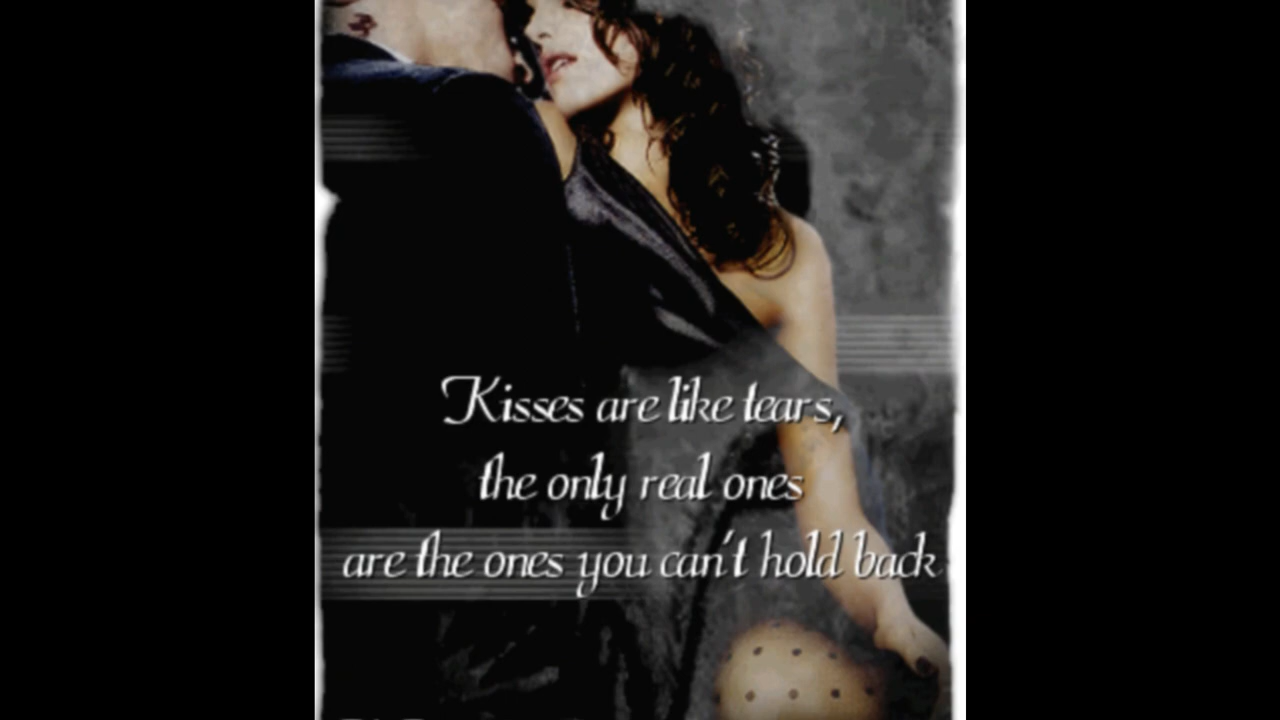 Kisses are like tears,
the only real ones
are the ones you can't hold back